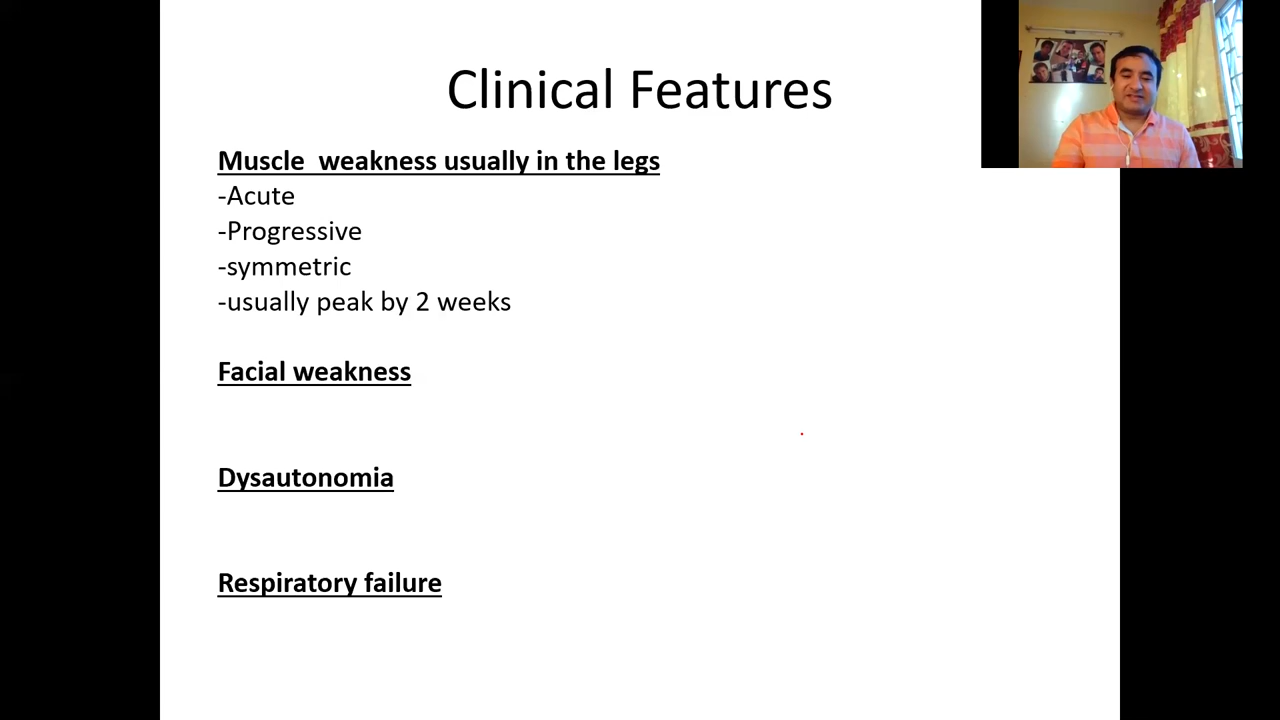 Clinical Features
Muscle  weakness usually in the legs
-Acute
-Progressive
-symmetric
-usually peak by 2 weeks
Facial weakness
Dysautonomia
Respiratory failure